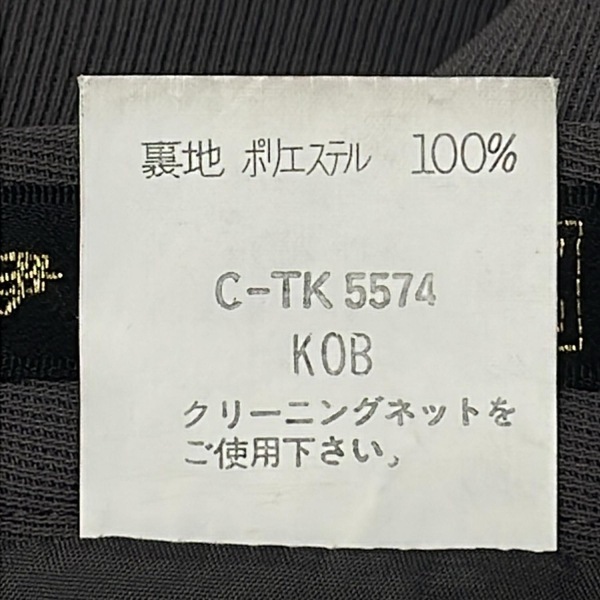 裏地 ポリエステル 100%
C-TK 5574
KOB
クリーニングネットを
ご使用下さい。